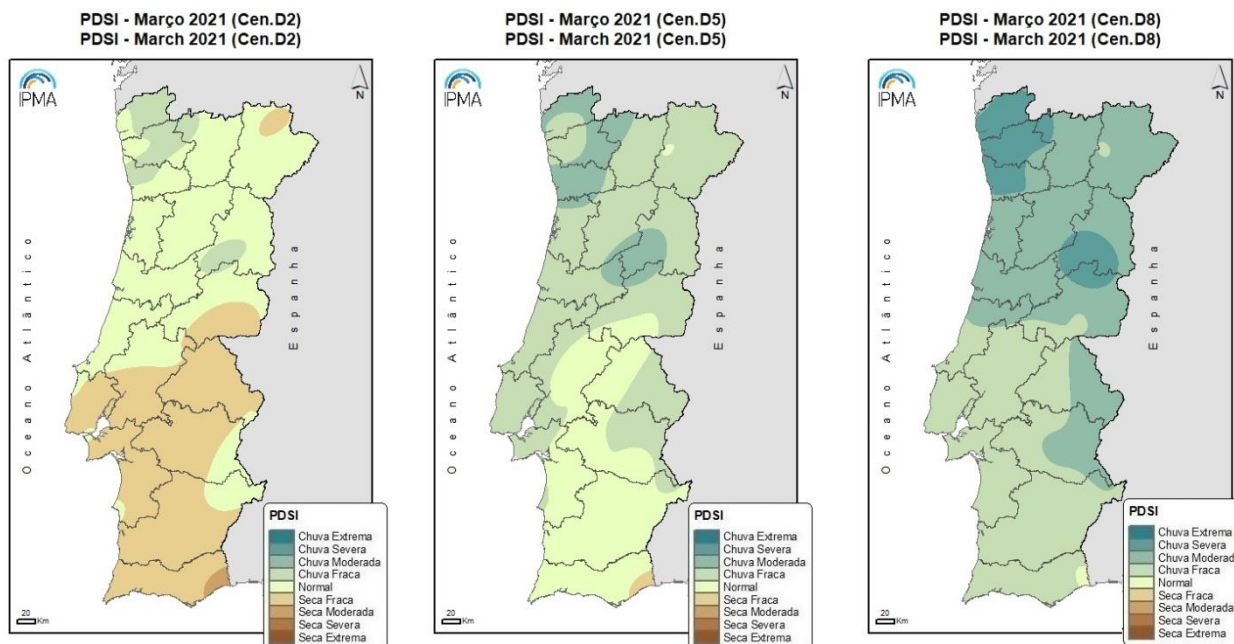 PDSI - Março 2021 (Cen.D2)
PDSI - March 2021 (Cen.D2)
IPMA
N
Oceano Atlântico
Espanha
PDSI
Chuva Extrema
Chuva Severa
Chuva Moderada
Chuva Fraca
Normal
Seca Fraca
Seca Moderada
Seca Severa
Seca Extrema
20
Km
PDSI - Março 2021 (Cen.D5)
PDSI - March 2021 (Cen.D5)
IPMA
N
Oceano Atlântico
Espanha
PDSI
Chuva Extrema
Chuva Severa
Chuva Moderada
Chuva Fraca
Normal
Seca Fraca
Seca Moderada
Seca Severa
Seca Extrema
20
Km
PDSI - Março 2021 (Cen.D8)
PDSI - March 2021 (Cen.D8)
IPMA
N
Oceano Atlântico
Espanha
PDSI
Chuva Extrema
Chuva Severa
Chuva Moderada
Chuva Fraca
Normal
Seca Fraca
Seca Moderada
Seca Severa
Seca Extrema
20
Km